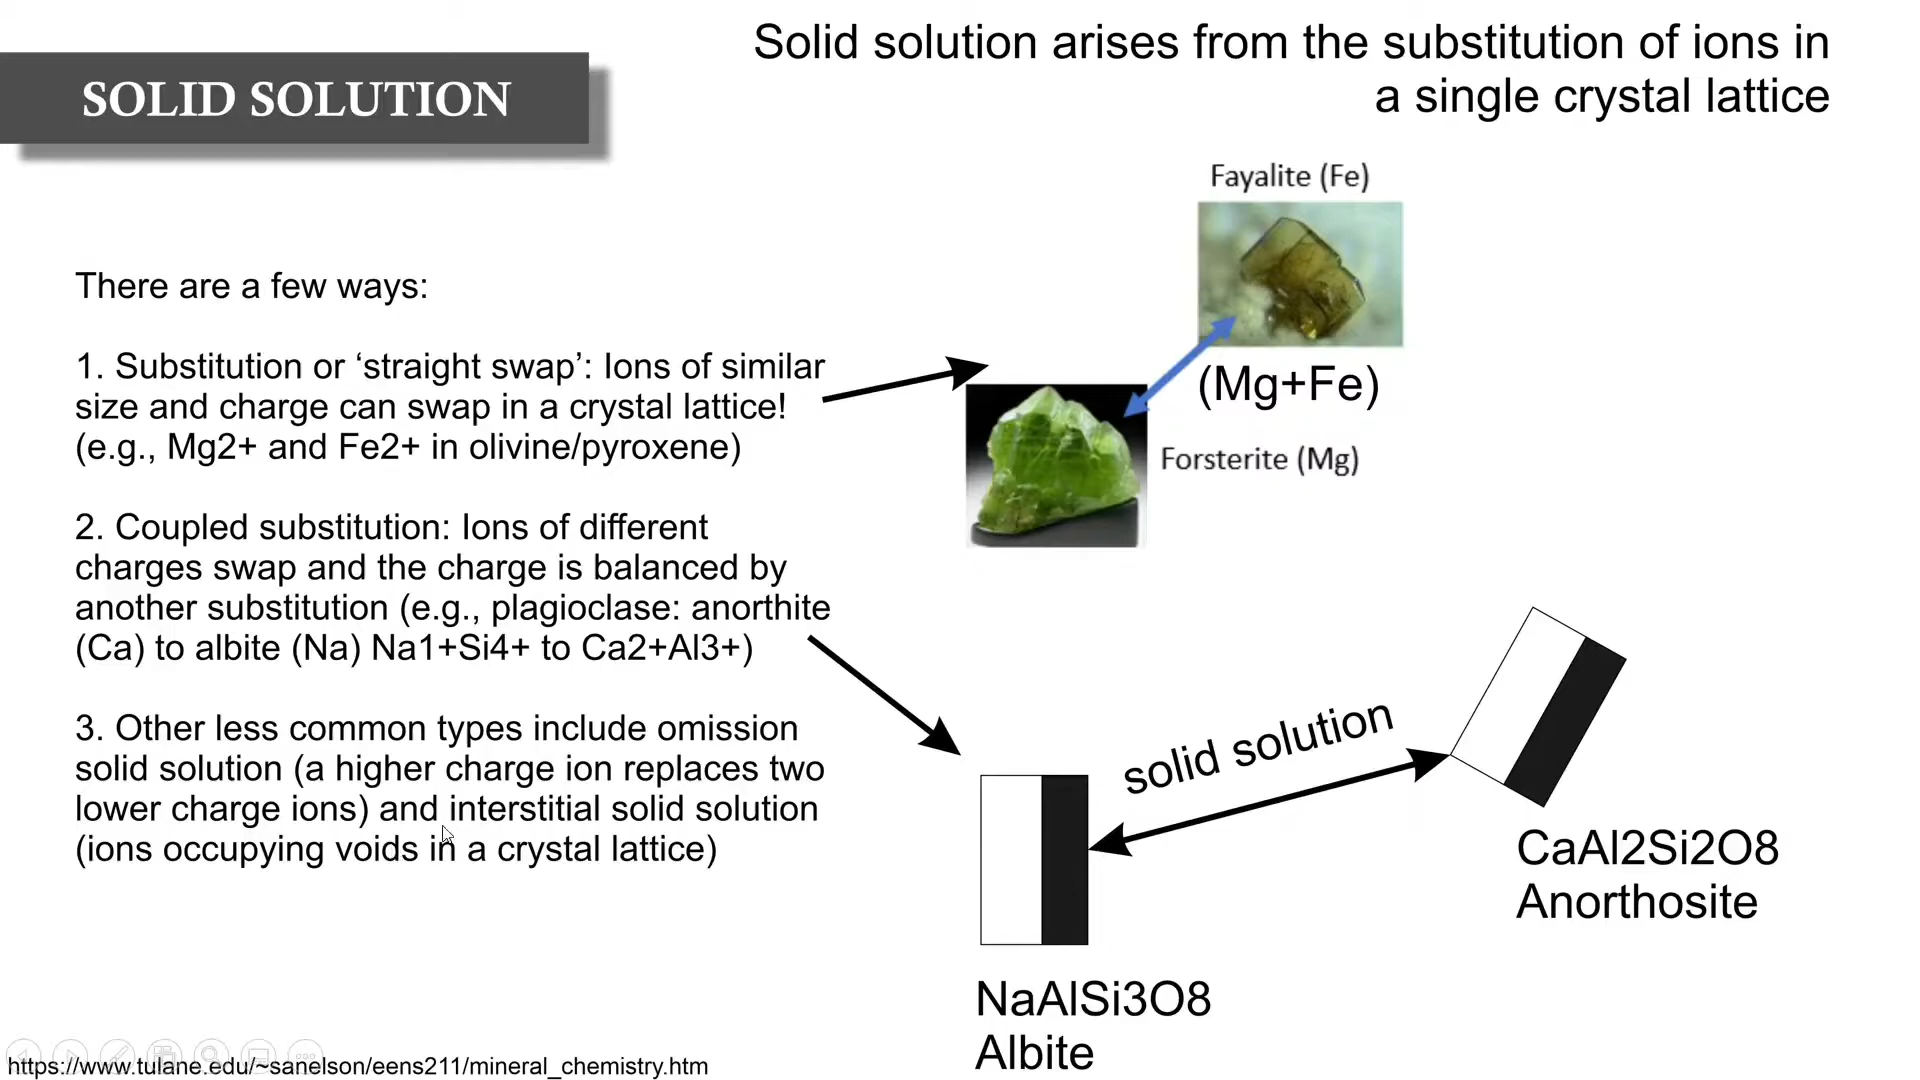 SOLID SOLUTION
Solid solution arises from the substitution of ions in
a single crystal lattice
There are a few ways:
1. Substitution or ‘straight swap’: Ions of similar
size and charge can swap in a crystal lattice!
(e.g., Mg2+ and Fe2+ in olivine/pyroxene)
2. Coupled substitution: Ions of different
charges swap and the charge is balanced by
another substitution (e.g., plagioclase: anorthite
(Ca) to albite (Na) Na1+Si4+ to Ca2+Al3+)
3. Other less common types include omission
solid solution (a higher charge ion replaces two
lower charge ions) and interstitial solid solution
(ions occupying voids in a crystal lattice)
Fayalite (Fe)
(Mg+Fe)
Forsterite (Mg)
solid solution
CaAl2Si2O8
Anorthosite
NaAlSi3O8
Albite
https://www.tulane.edu/~sanelson/eens211/mineral_chemistry.htm